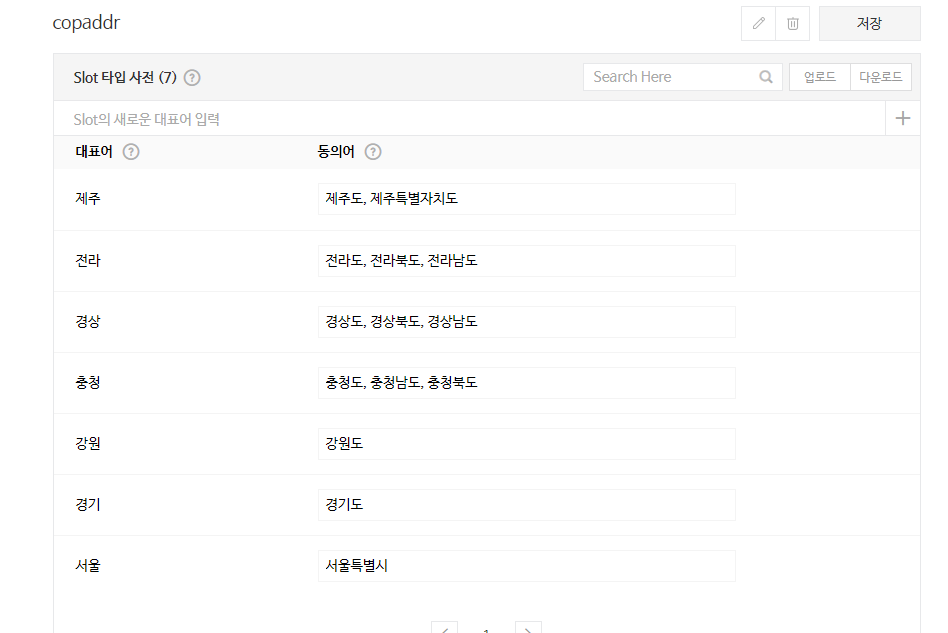 copaddr
저장
Slot 타입 사전 (7) ?
Search Here
업로드 다운로드
Slot의 새로운 대표어 입력
대표어 ? 동의어 ?
제주 제주도, 제주특별자치도
전라 전라도, 전라북도, 전라남도
경상 경상도, 경상북도, 경상남도
충청 충청도, 충청남도, 충청북도
강원 강원도
경기 경기도
서울 서울특별시
1